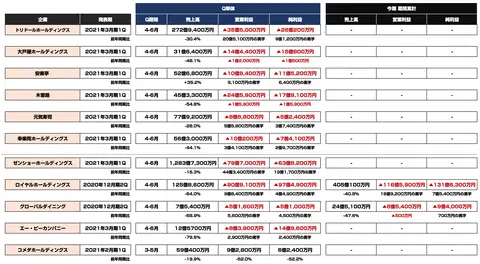 Q単体 今期 期間累計
企業 発表期 Q期間 売上高 営業利益 純利益 売上高 営業利益 純利益
トリドールホールディングス 2021年3月期1Q 4-6月 272億9,400万円 ▲35億5,000万円 ▲26億200万円 - - -
前年同期比 -30.4% 20億5,100万円の黒字 9億1,200万円の黒字
大戸屋ホールディングス 2021年3月期1Q 4-6月 31億6,400万円 ▲14億4,400万円 ▲15億800万円 - - -
前年同期比 -48.1% ▲1億2,000万円 ▲1億500万円
安楽亭 2021年3月期1Q 4-6月 52億6,800万円 ▲10億8,400万円 ▲11億5,200万円 - - -
前年同期比 +35.2% 9,100万円の黒字 6,400万円の黒字
木曽路 2021年3月期1Q 4-6月 45億3,300万円 ▲24億5,900万円 ▲17億9,100万円 - - -
前年同期比 -54.8% ▲1億5,900万円 ▲1億5,900万円
元気寿司 2021年3月期1Q 4-6月 77億9,200万円 ▲6億6,800万円 ▲5億2,400万円 - - -
前年同期比 -28.0% 5億5,800万円の黒字 3億7,400万円の黒字
幸楽苑ホールディングス 2021年3月期1Q 4-6月 56億3,000万円 ▲10億200万円 ▲7億4,100万円 - - -
前年同期比 -44.1% 3億4,100万円の黒字 2億9,700万円の黒字
ゼンショーホールディングス 2021年3月期1Q 4-6月 1,283億7,300万円 ▲79億7,000万円 ▲63億8,200万円 - - -
前年同期比 -16.3% 44億3,400万円の黒字 19億1,700万円の黒字
ロイヤルホールディングス 2020年12月期2Q 4-6月 125億8,600万円 ▲80億9,100万円 ▲97億4,900万円 405億100万円 ▲116億5,900万円 ▲131億6,300万円
前年同期比 -64.0% 9億8,400万円の黒字 4億4,900万円の黒字 -40.9% 16億9,200万円の黒字 7億5,400万円の黒字
グローバルダイニング 2020年12月期2Q 4-6月 7億5,400万円 ▲5億1,600万円 ▲5億1,000万円 24億5,100万円 ▲8億5,400万円 ▲9億4,000万円
前年同期比 -68.9% 5,600万円の黒字 4,500万円の黒字 -47.6% ▲500万円 700万円の黒字
エー・ピーカンパニー 2021年3月期1Q 4-6月 12億5700万円 ▲8億3,900万円 ▲14億9,600万円 - - -
前年同期比 -79.5% 2,900万円の黒字 2,400万円の黒字
コメダホールディングス 2021年2月期1Q 3-5月 59億400万円 9億2,800万円 6億2,400万円 - - -
前年同期比 -19.9% -52.0% -52.2%